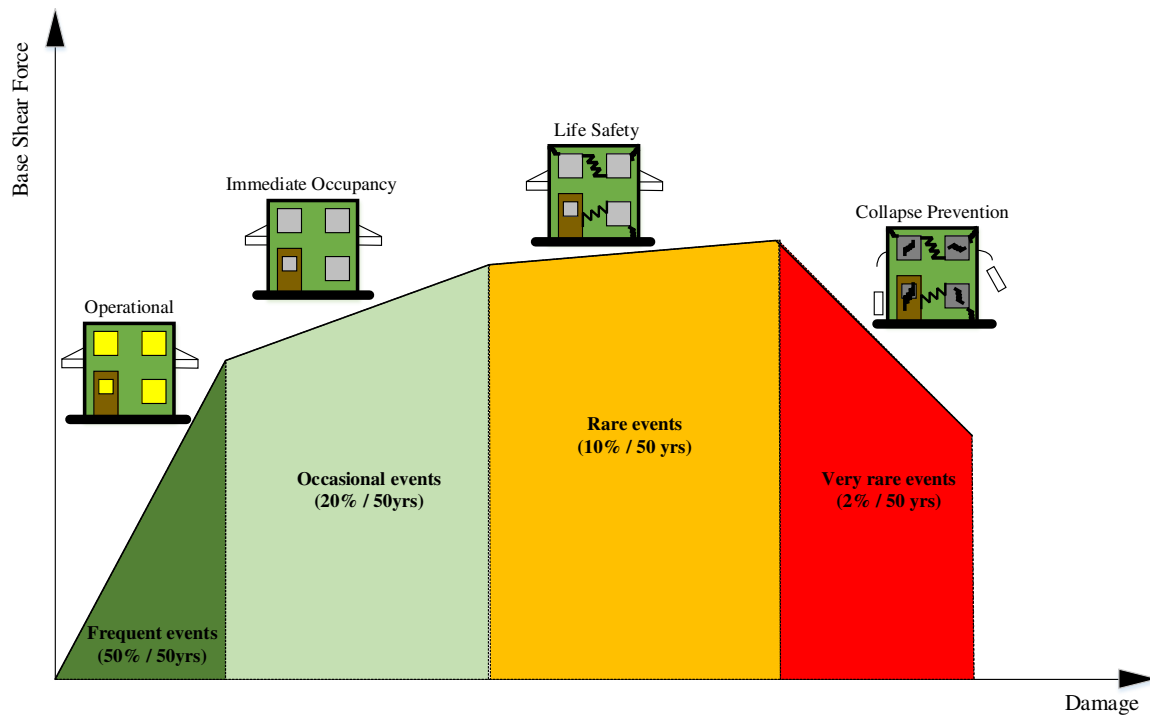 Base Shear Force
Life Safety
Immediate Occupancy
Collapse Prevention
Operational
Rare events
(10% / 50 yrs)
Occasional events
(20% / 50yrs)
Very rare events
(2% / 50 yrs)
Frequent events
(50% / 50yrs)
Damage